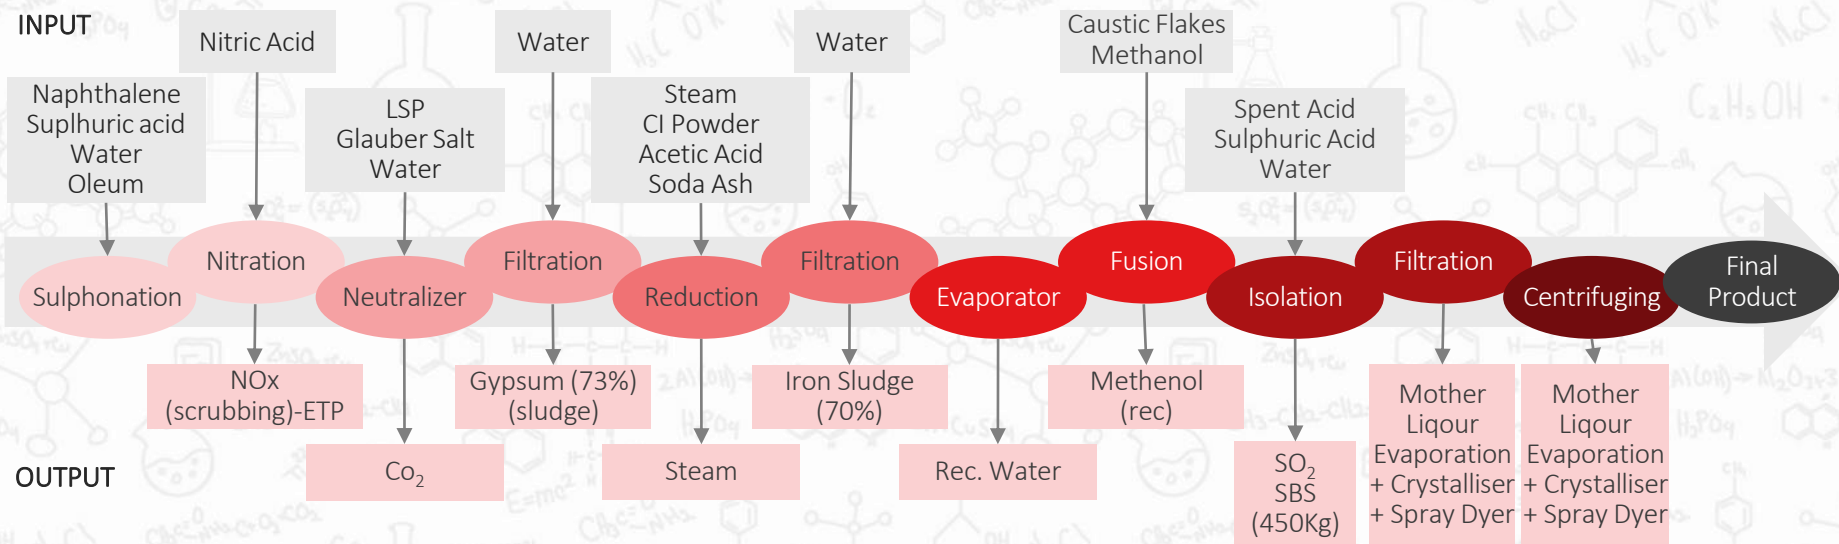 INPUT
Naphthalene
Suplhuric acid
Water
Oleum
Nitric Acid
LSP
Glauber Salt
Water
Water
Steam
CI Powder
Acetic Acid
Soda Ash
Water
Caustic Flakes
Methanol
Spent Acid
Sulphuric Acid
Water
Sulphonation
Nitration
Neutralizer
Filtration
Reduction
Filtration
Evaporator
Fusion
Isolation
Filtration
Centrifuging
Final
Product
OUTPUT
NOx
(scrubbing)-ETP
Co₂
Gypsum (73%)
(sludge)
Steam
Iron Sludge
(70%)
Rec. Water
Methenol
(rec)
SO₂
SBS
(450Kg)
Mother
Liqour
Evaporation
+ Crystalliser
+ Spray Dyer
Mother
Liqour
Evaporation
+ Crystalliser
+ Spray Dyer